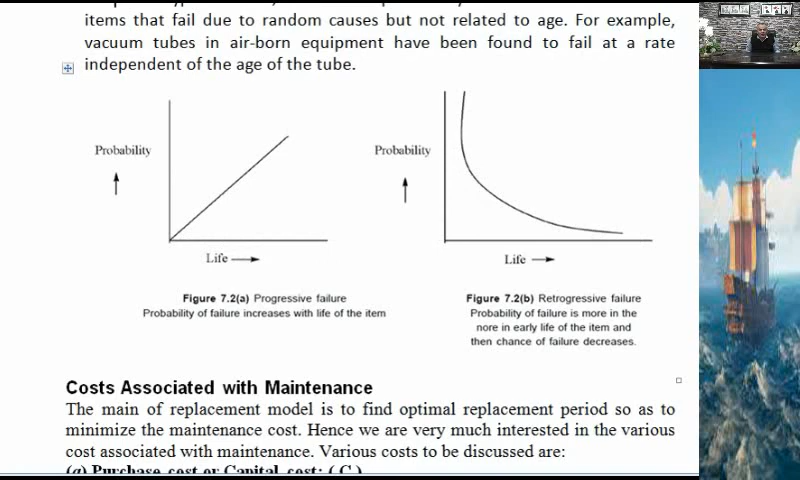 items that fail due to random causes but not related to age. For example,
vacuum tubes in air-born equipment have been found to fail at a rate
independent of the age of the tube.
Probability
Life
Figure 7.2(a) Progressive failure
Probability of failure increases with life of the item
Probability
Life
Figure 7.2(b) Retrogressive failure
Probability of failure is more in the
nore in early life of the item and
then chance of failure decreases.
Costs Associated with Maintenance
The main of replacement model is to find optimal replacement period so as to
minimize the maintenance cost. Hence we are very much interested in the various
cost associated with maintenance. Various costs to be discussed are:
(a) Purchase cost or Capital cost: ( C )